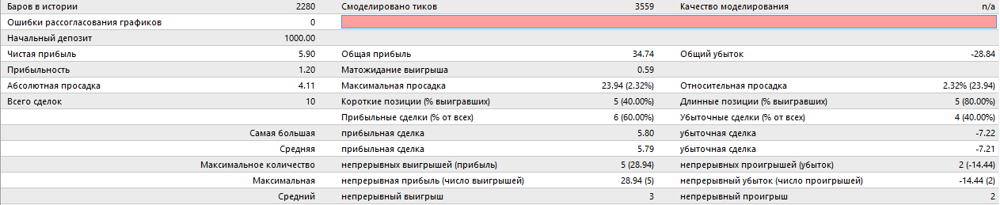 Баров в истории 2280 Смоделировано тиков 3559 Качество моделирования n/a
Ошибки рассогласования графиков 0
Начальный депозит 1000.00
Чистая прибыль 5.90 Общая прибыль 34.74 Общий убыток -28.84
Прибыльность 1.20 Матожидание выигрыша 0.59
Абсолютная просадка 4.11 Максимальная просадка 23.94 (2.32%) Относительная просадка 2.32% (23.94)
Всего сделок 10 Короткие позиции (% выигравших) 5 (40.00%) Длинные позиции (% выигравших) 5 (80.00%)
Прибыльные сделки (% от всех) 6 (60.00%) Убыточные сделки (% от всех) 4 (40.00%)
Самая большая прибыльная сделка 5.80 убыточная сделка -7.22
Средняя прибыльная сделка 5.79 убыточная сделка -7.21
Максимальное количество непрерывных выигрышей (прибыль) 5 (28.94) непрерывных проигрышей (убыток) 2 (-14.44)
Максимальная непрерывная прибыль (число выигрышей) 28.94 (5) непрерывный убыток (число проигрышей) -14.44 (2)
Средний непрерывный выигрыш 3 непрерывный проигрыш 2